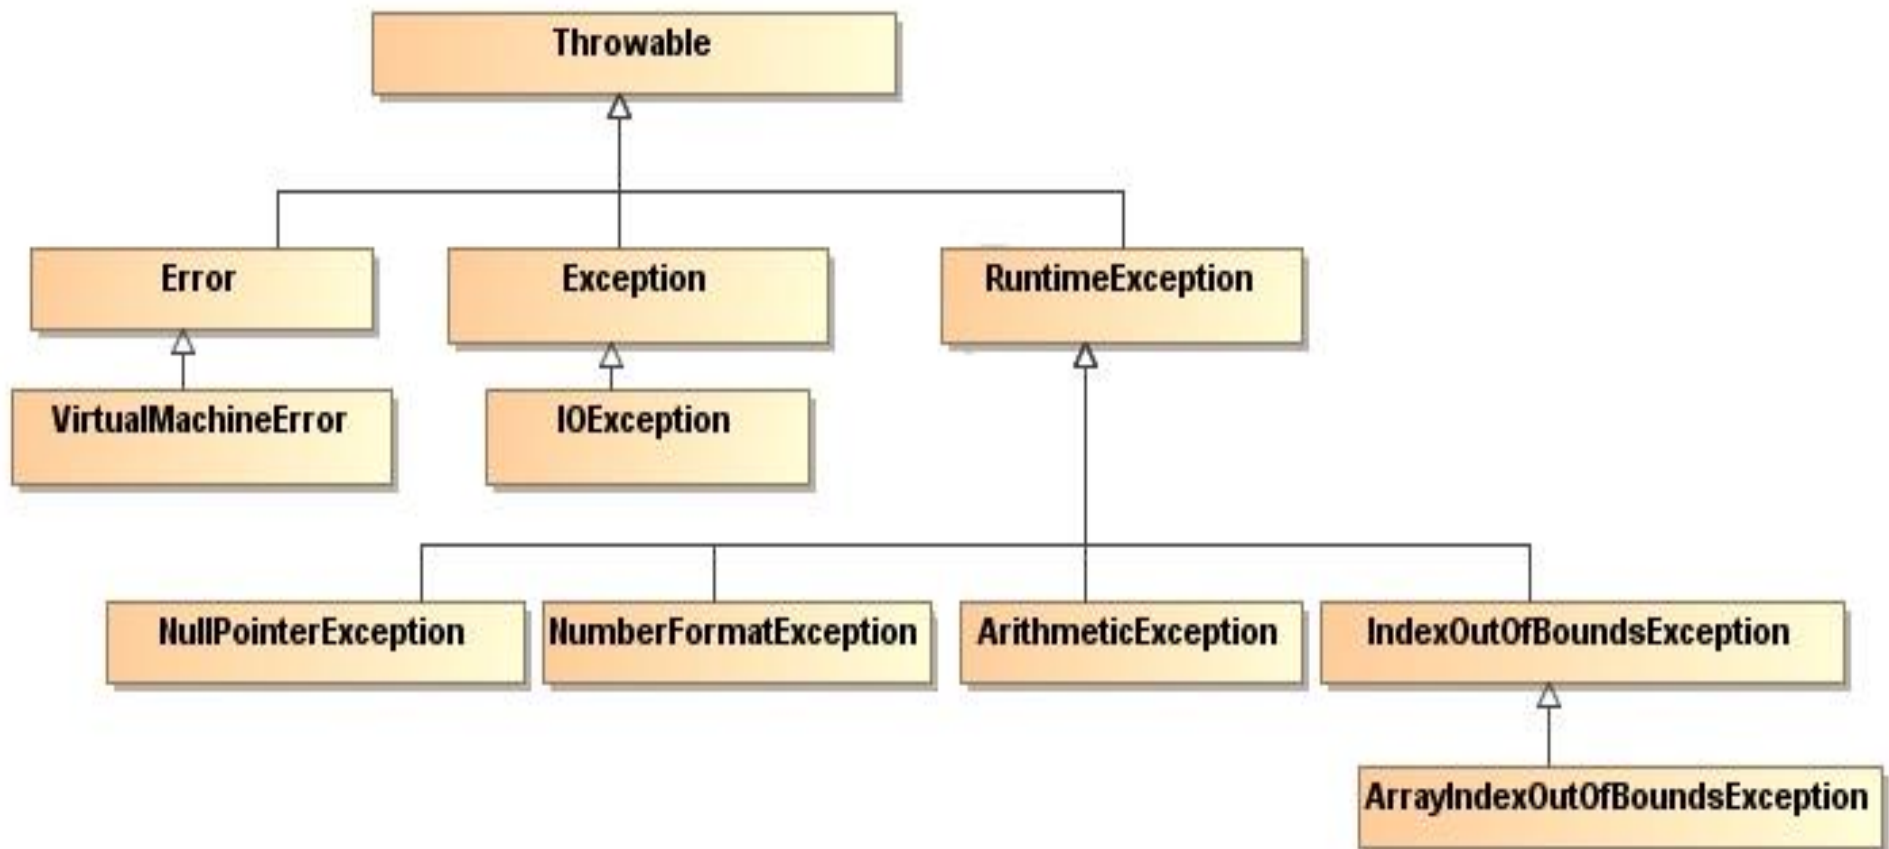 Throwable
Error
Exception
RuntimeException
VirtualMachineError
IOException
NullPointerException
NumberFormatException
ArithmeticException
IndexOutOfBoundsException
ArrayIndexOutOfBoundsException